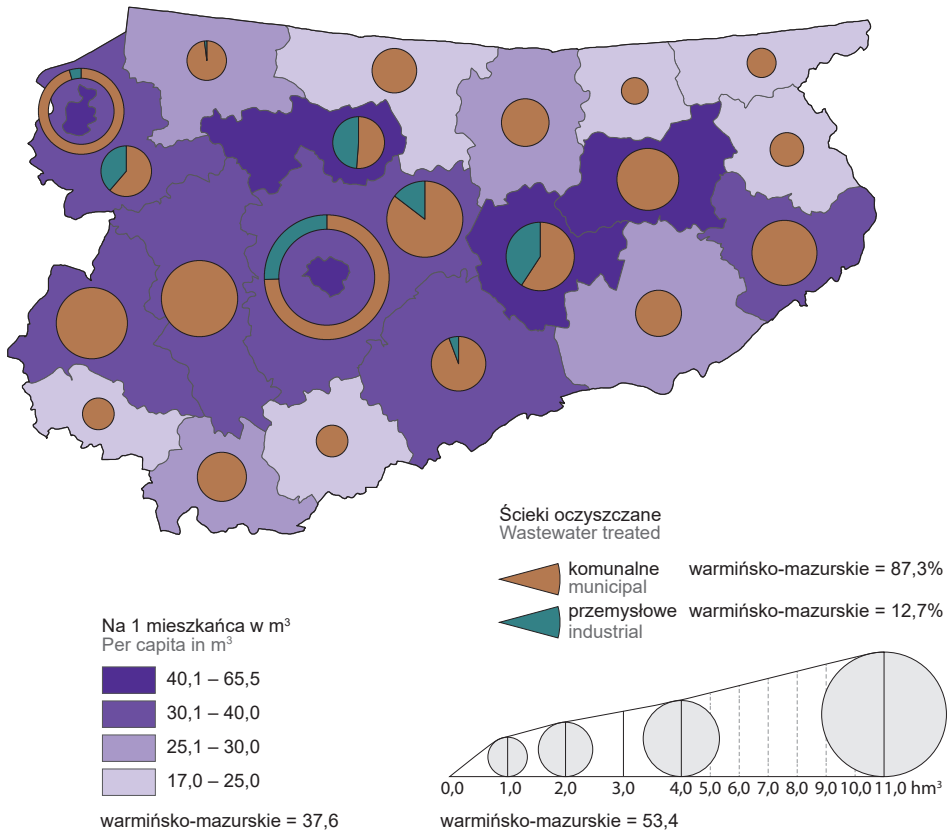 Ścieki oczyszczane
Wastewater treated
komunalne warmińsko-mazurskie = 87,3%
municipal
przemysłowe warmińsko-mazurskie = 12,7%
industrial
Na 1 mieszkańca w m³
Per capita in m³
40,1 – 65,5
30,1 – 40,0
25,1 – 30,0
17,0 – 25,0
warmińsko-mazurskie = 37,6
0,0 1,0 2,0 3,0 4,0 5,0 6,0 7,0 8,0 9,0 10,0 11,0 hm³
warmińsko-mazurskie = 53,4